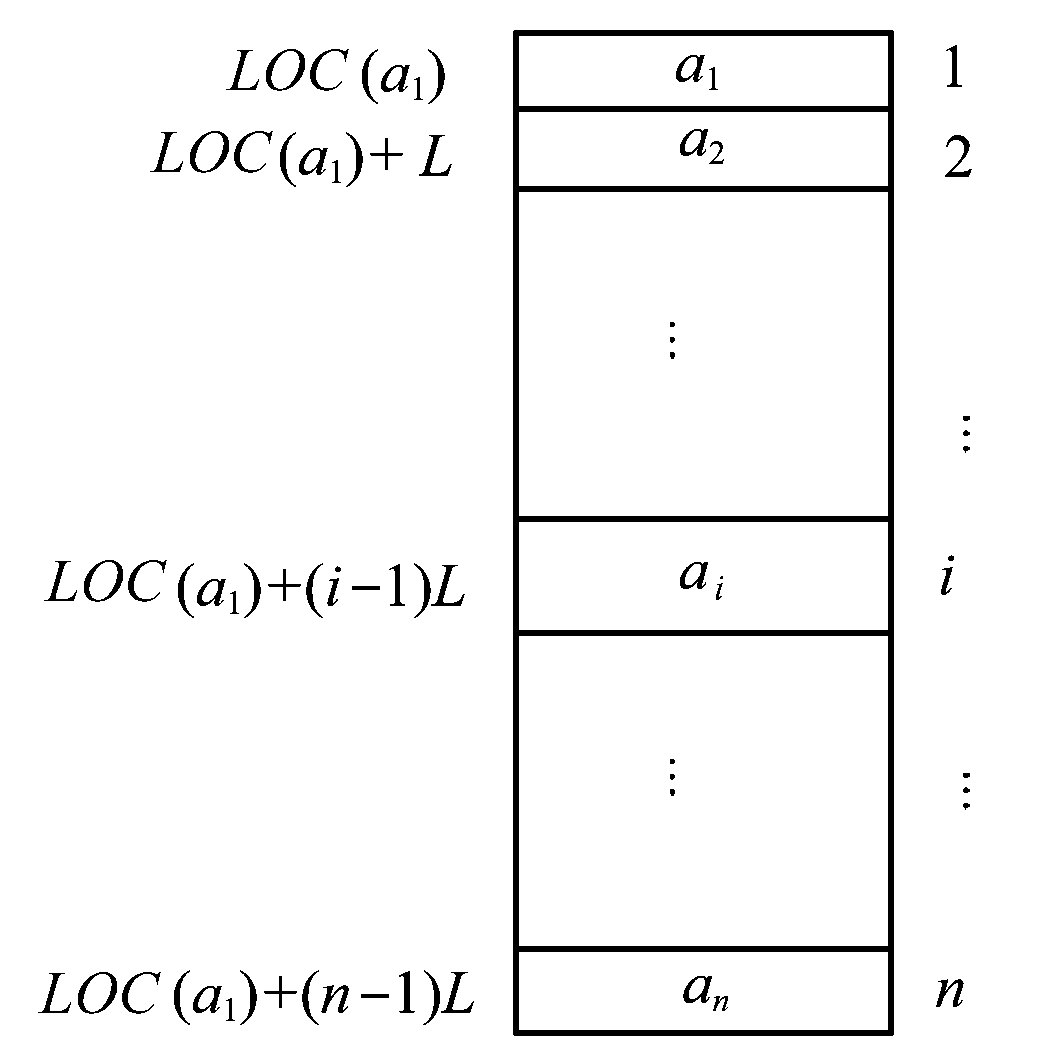 LOC(a₁) a₁ 1
LOC(a₁)+L a₂ 2
⋮
⋮
LOC(a₁)+(i−1)L aᵢ i
⋮ ⋮
LOC(a₁)+(n−1)L aₙ n